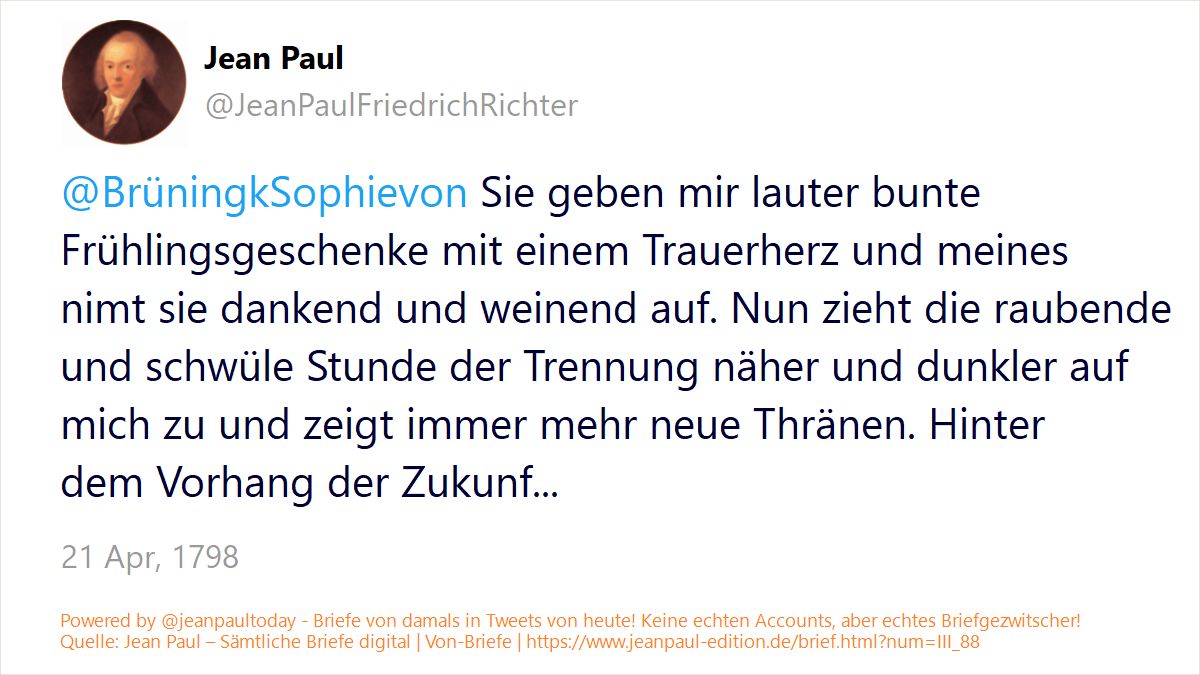 Jean Paul
@JeanPaulFriedrichRichter
@BrüningkSophievon Sie geben mir lauter bunte
Frühlingsgeschenke mit einem Trauerherz und meines
nimt sie dankend und weinend auf. Nun zieht die raubende
und schwüle Stunde der Trennung näher und dunkler auf
mich zu und zeigt immer mehr neue Thränen. Hinter
dem Vorhang der Zukunf...
21 Apr, 1798
Powered by @jeanpaultoday - Briefe von damals in Tweets von heute! Keine echten Accounts, aber echtes Briefgezwitscher!
Quelle: Jean Paul – Sämtliche Briefe digital | Von-Briefe | https://www.jeanpaul-edition.de/brief.html?num=III_88